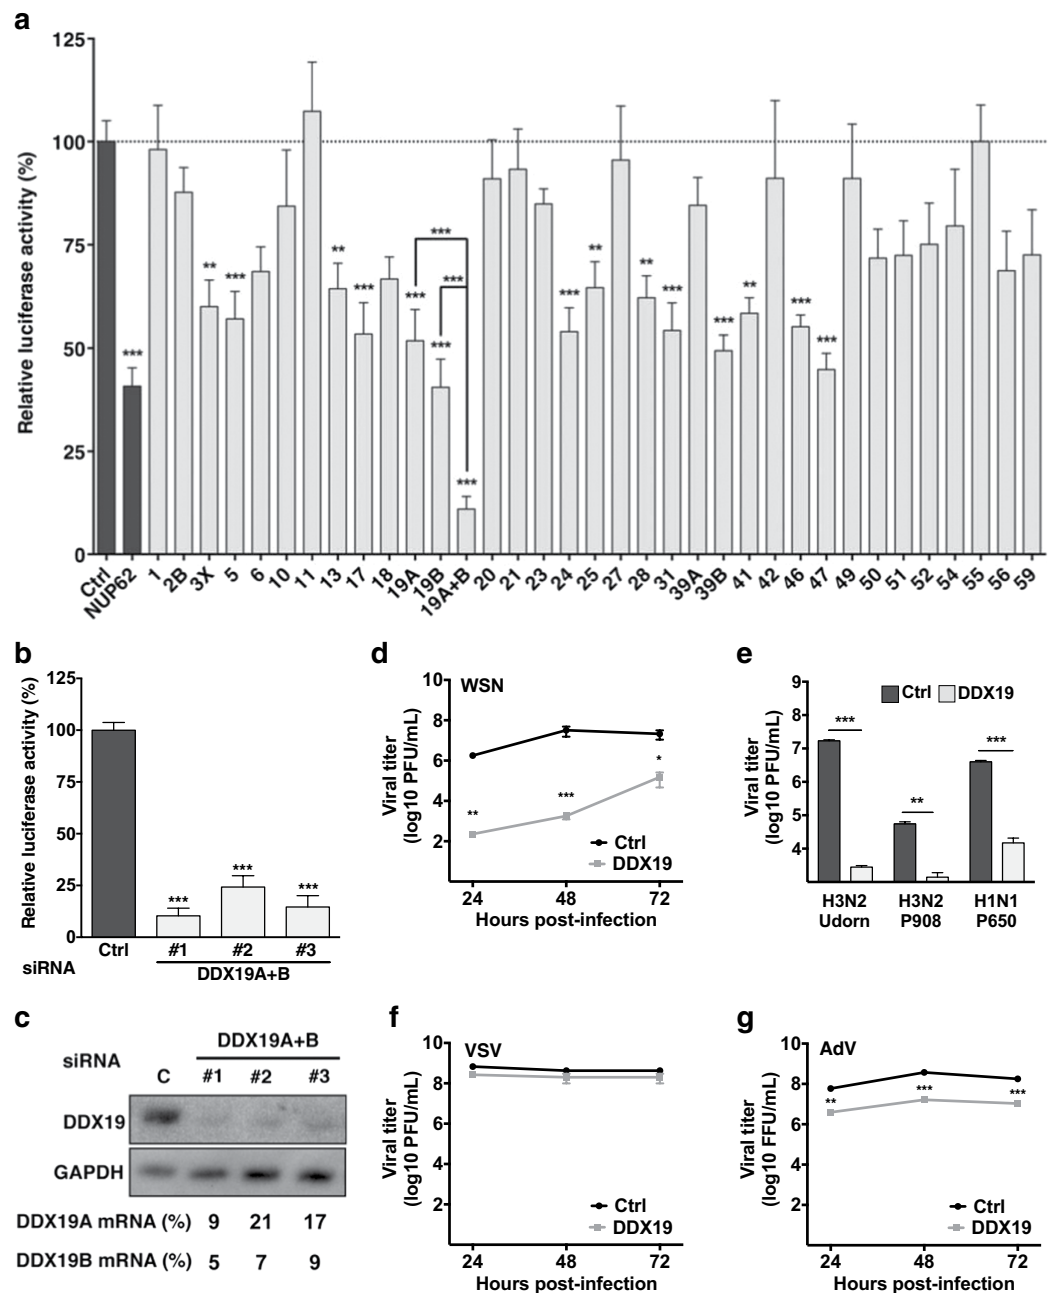 a
Relative luciferase activity (%)
125
100
75
50
25
0
*** ** *** ** *** *** *** *** *** *** *** ** ** *** *** ** ** ***
Ctrl NUP62 1 2B 3X 5 6 10 11 13 17 18 19A 19B 19A+B 20 21 23 24 25 27 28 31 39A 39B 41 42 46 47 49 50 51 52 54 55 56 59
b
Relative luciferase activity (%)
125
100
75
50
25
0
*** *** ***
Ctrl #1 #2 #3
siRNA DDX19A+B
c
DDX19A+B
siRNA
C #1 #2 #3
DDX19
GAPDH
DDX19A mRNA (%) 9 21 17
DDX19B mRNA (%) 5 7 9
d
WSN
Viral titer
(log10 PFU/mL)
10
8
6
4
2
** *** *
Ctrl
DDX19
24 48 72
Hours post-infection
e
Ctrl DDX19
Viral titer
(log10 PFU/mL)
9
8
7
6
5
4
*** ** ***
H3N2 H3N2 H1N1
Udorn P908 P650
f
VSV
Viral titer
(log10 PFU/mL)
10
8
6
4
2
Ctrl
DDX19
24 48 72
Hours post-infection
g
AdV
Viral titer
(log10 FFU/mL)
10
8
6
4
2
** *** ***
Ctrl
DDX19
24 48 72
Hours post-infection